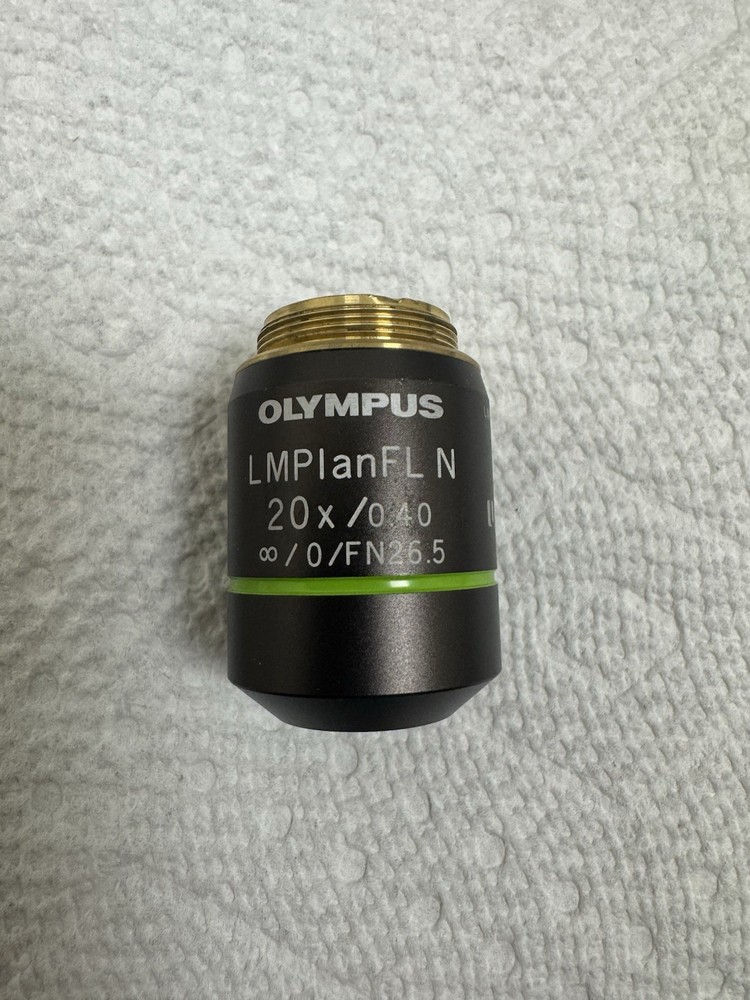 OLYMPUS
LMPlanFL N
20x/0.40
∞/0/FN26.5